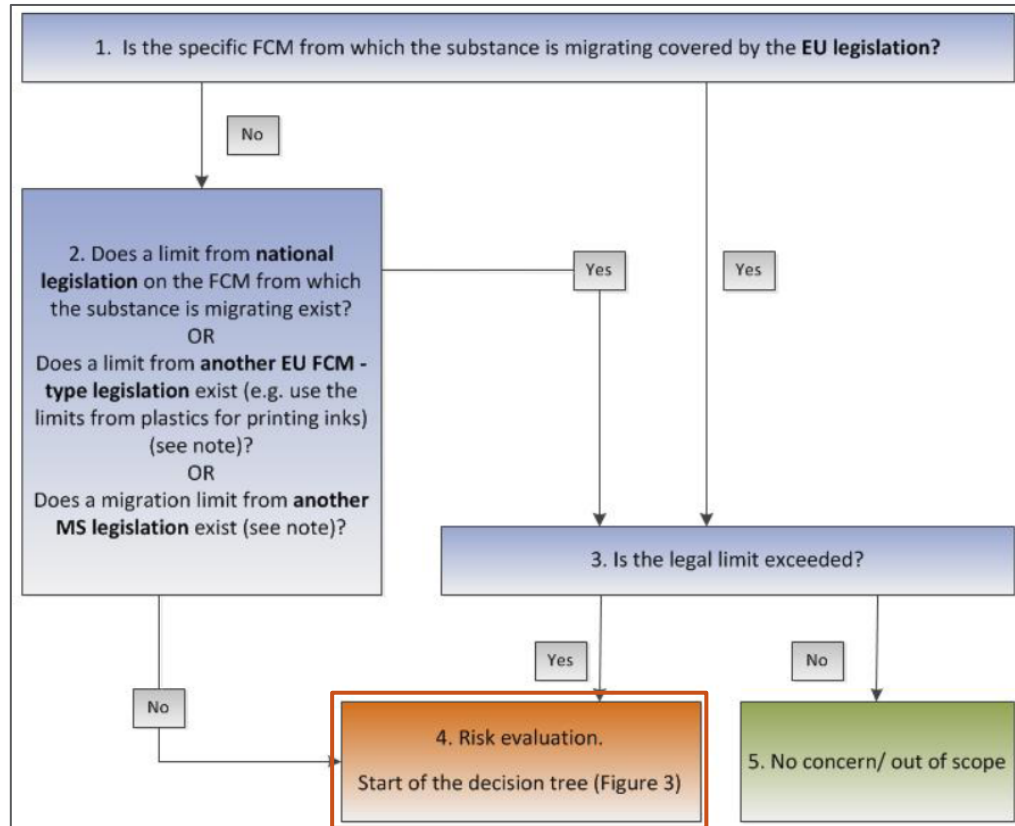 1. Is the specific FCM from which the substance is migrating covered by the EU legislation?
No
2. Does a limit from national
legislation on the FCM from which
the substance is migrating exist?
OR
Does a limit from another EU FCM -
type legislation exist (e.g. use the
limits from plastics for printing inks)
(see note)?
OR
Does a migration limit from another
MS legislation exist (see note)?
Yes
Yes
3. Is the legal limit exceeded?
Yes
No
No
4. Risk evaluation.
Start of the decision tree (Figure 3)
5. No concern/ out of scope